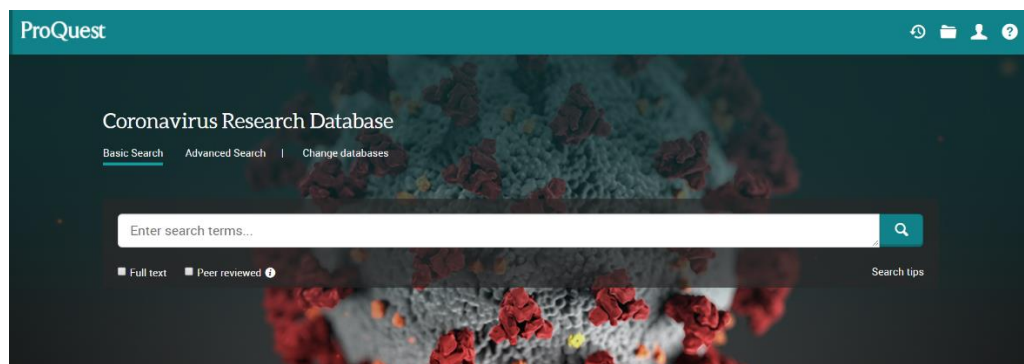 ProQuest
Coronavirus Research Database
Basic Search Advanced Search | Change databases
Enter search terms...
Full text Peer reviewed
Search tips